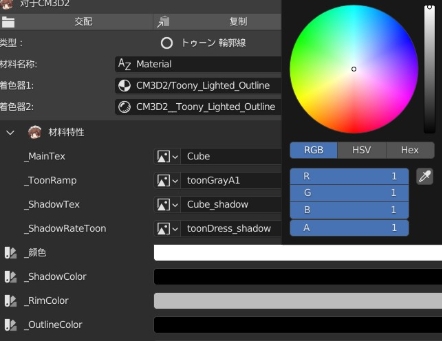 对于CM3D2
交配
复制
类型：
トゥーン 輪郭線
材料名称:
Material
着色器1:
CM3D2/Toony_Lighted_Outline
着色器2:
CM3D2__Toony_Lighted_Outline
材料特性
_MainTex
Cube
_ToonRamp
toonGrayA1
_ShadowTex
Cube_shadow
_ShadowRateToon
toonDress_shadow
_颜色
_ShadowColor
_RimColor
_OutlineColor
RGB
HSV
Hex
R 1
G 1
B 1
A 1